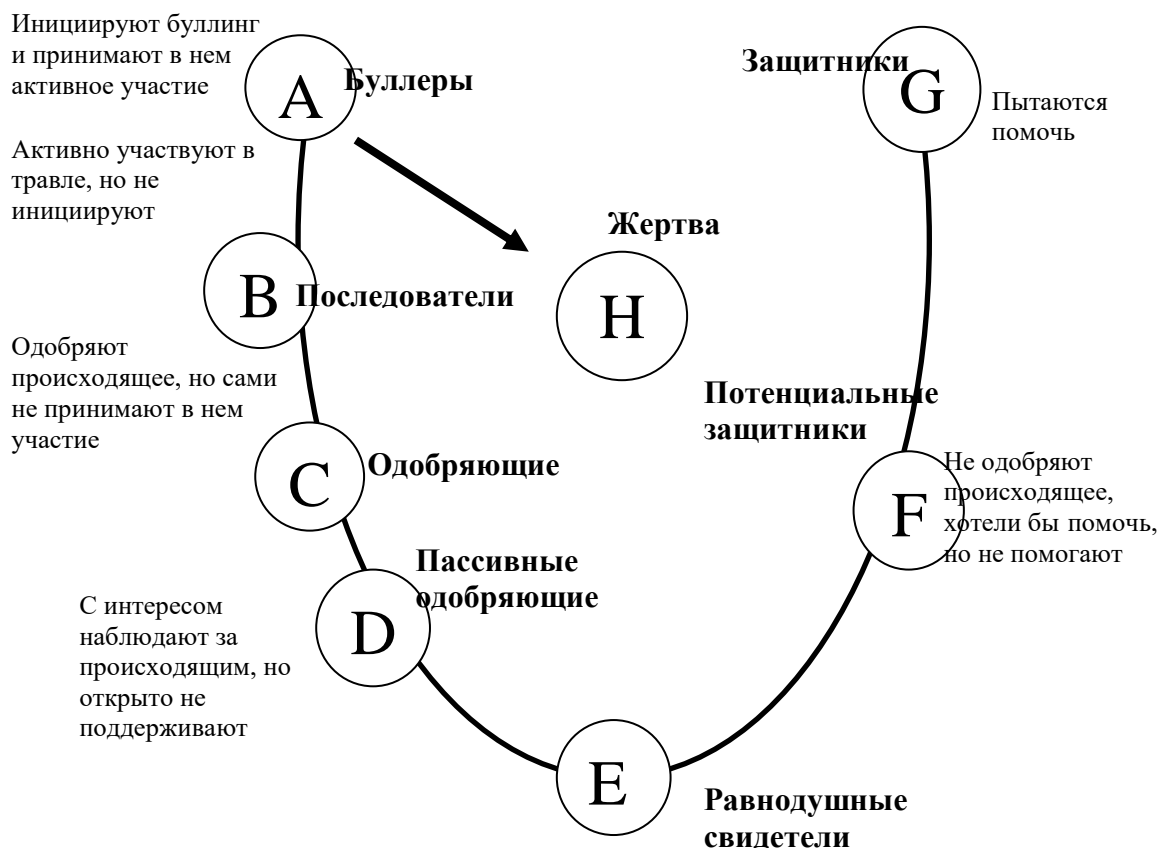 Инициируют буллинг
и принимают в нем
активное участие
A
Буллеры
Защитники
G
Пытаются
помочь
Активно участвуют в
травле, но не
инициируют
Жертва
H
B
Последователи
Одобряют
происходящее, но сами
не принимают в нем
участие
Потенциальные
защитники
C
Одобряющие
F
Не одобряют
происходящее,
хотели бы помочь,
но не помогают
Пассивные
одобряющие
D
С интересом
наблюдают за
происходящим, но
открыто не
поддерживают
E
Равнодушные
свидетели